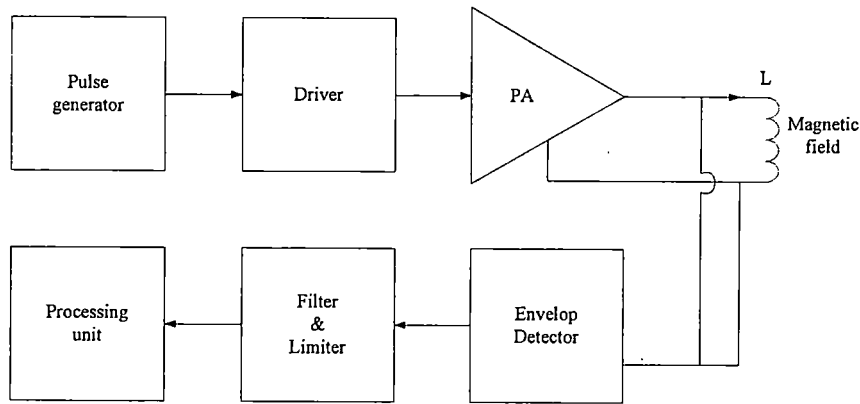 Pulse
generator
Driver
PA
L
Magnetic
field
Processing
unit
Filter
&
Limiter
Envelop
Detector